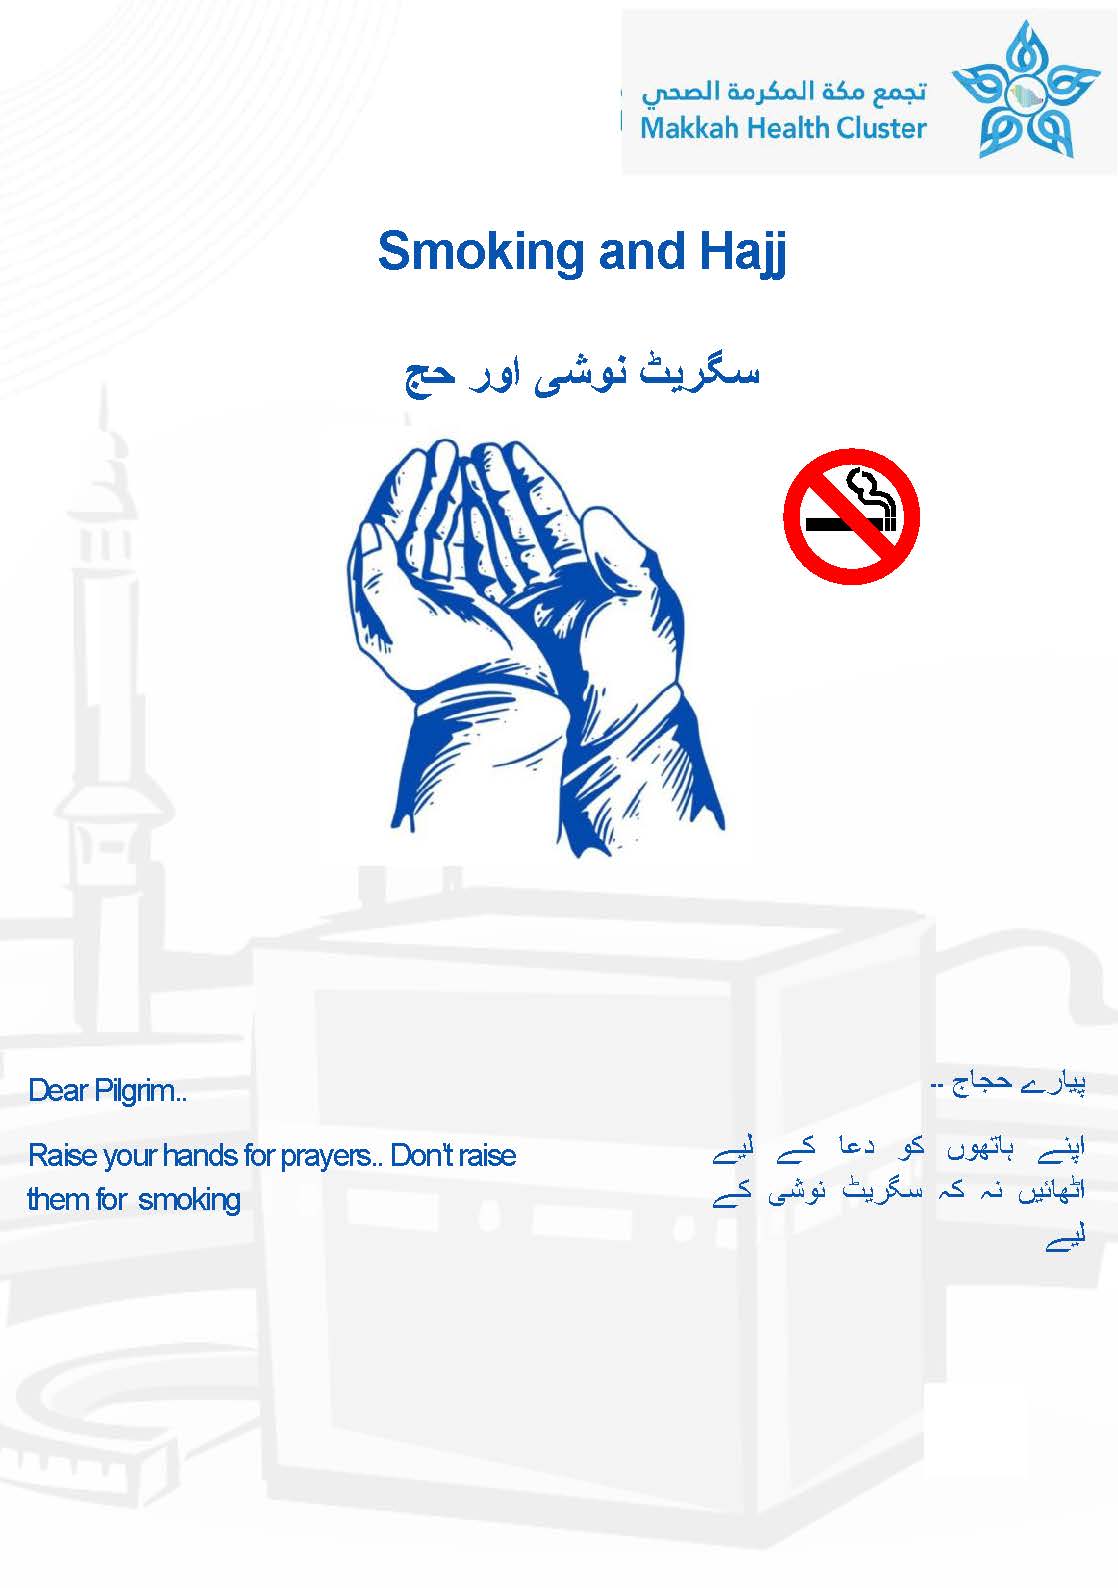 تجمع مكة المكرمة الصحي
Makkah Health Cluster
Smoking and Hajj
سگریٹ نوشی اور حج
Dear Pilgrim..
Raise your hands for prayers.. Don't raise
them for smoking
پیارے حجاج --
اپنے ہاتھوں کو دعا کے لیے
اٹھائیں نہ کہ سگریٹ نوشی کے
لیے